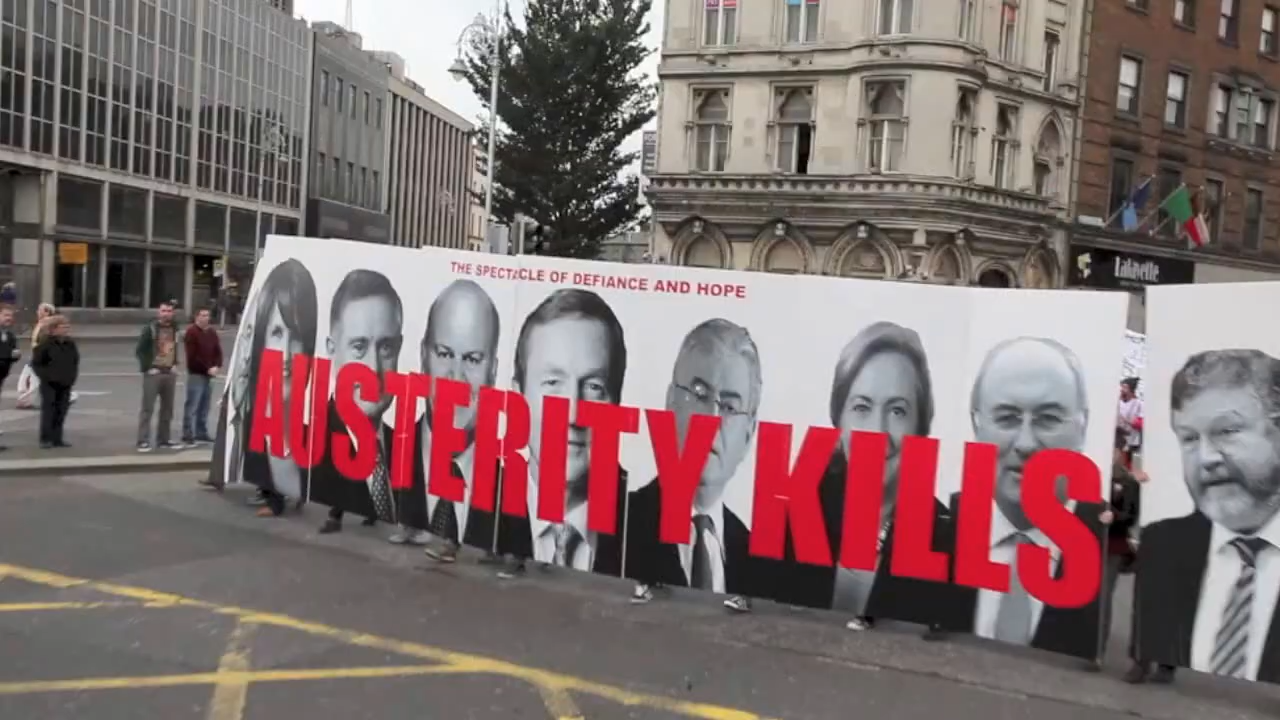 THE SPECTACLE OF DEFIANCE AND HOPE
AUSTERITY KILLS
Lafayette